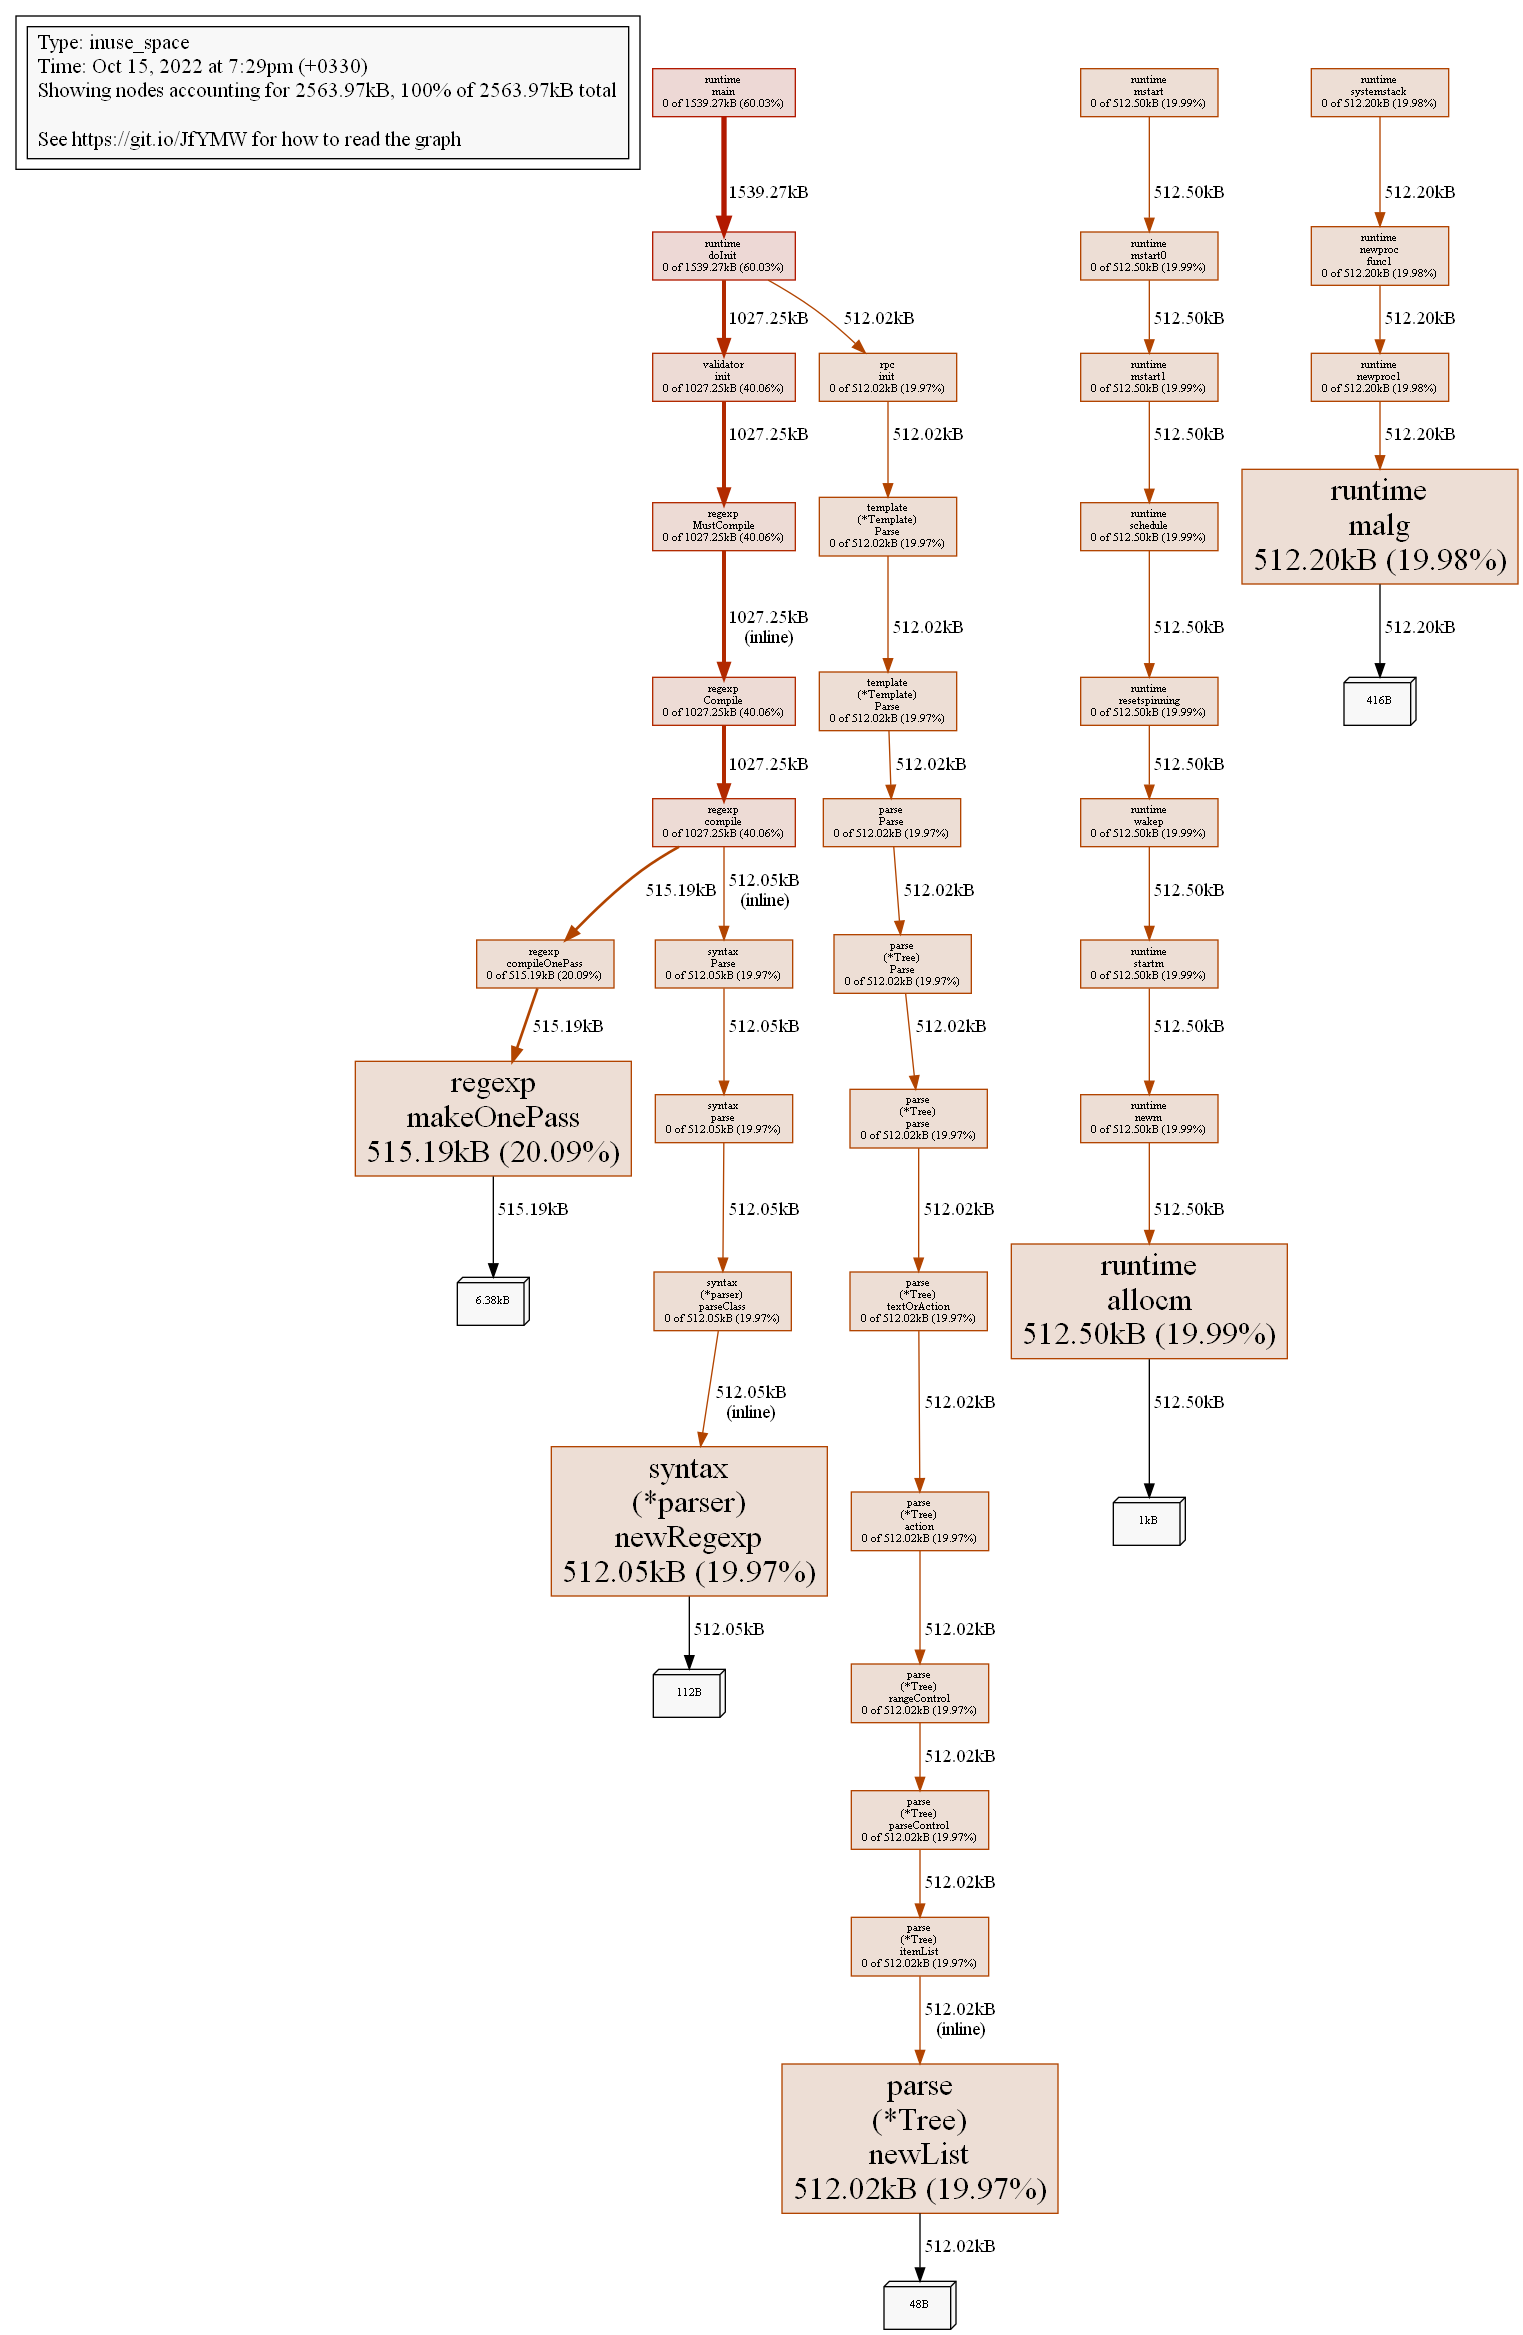 Type: inuse_space
Time: Oct 15, 2022 at 7:29pm (+0330)
Showing nodes accounting for 2563.97kB, 100% of 2563.97kB total
See https://git.io/JfYMW for how to read the graph
runtime
main
0 of 1539.27kB (60.03%)
1539.27kB
runtime
doInit
0 of 1539.27kB (60.03%)
1027.25kB
512.02kB
validator
init
0 of 1027.25kB (40.06%)
1027.25kB
regexp
MustCompile
0 of 1027.25kB (40.06%)
1027.25kB
(inline)
regexp
Compile
0 of 1027.25kB (40.06%)
1027.25kB
regexp
compile
0 of 1027.25kB (40.06%)
515.19kB
512.05kB
(inline)
regexp
compileOnePass
0 of 515.19kB (20.09%)
515.19kB
regexp
makeOnePass
515.19kB (20.09%)
515.19kB
6.38kB
syntax
Parse
0 of 512.05kB (19.97%)
512.05kB
syntax
parse
0 of 512.05kB (19.97%)
512.05kB
syntax
(*parser)
parseClass
0 of 512.05kB (19.97%)
512.05kB
(inline)
syntax
(*parser)
newRegexp
512.05kB (19.97%)
512.05kB
112B
rpc
init
0 of 512.02kB (19.97%)
512.02kB
template
(*Template)
Parse
0 of 512.02kB (19.97%)
512.02kB
template
(*Template)
Parse
0 of 512.02kB (19.97%)
512.02kB
parse
Parse
0 of 512.02kB (19.97%)
512.02kB
parse
(*Tree)
Parse
0 of 512.02kB (19.97%)
512.02kB
parse
(*Tree)
parse
0 of 512.02kB (19.97%)
512.02kB
parse
(*Tree)
textOrAction
0 of 512.02kB (19.97%)
512.02kB
parse
(*Tree)
action
0 of 512.02kB (19.97%)
512.02kB
parse
(*Tree)
rangeControl
0 of 512.02kB (19.97%)
512.02kB
parse
(*Tree)
parseControl
0 of 512.02kB (19.97%)
512.02kB
parse
(*Tree)
itemList
0 of 512.02kB (19.97%)
512.02kB
(inline)
parse
(*Tree)
newList
512.02kB (19.97%)
512.02kB
48B
runtime
mstart
0 of 512.50kB (19.99%)
512.50kB
runtime
mstart0
0 of 512.50kB (19.99%)
512.50kB
runtime
mstart1
0 of 512.50kB (19.99%)
512.50kB
runtime
schedule
0 of 512.50kB (19.99%)
512.50kB
runtime
resetspinning
0 of 512.50kB (19.99%)
512.50kB
runtime
wakep
0 of 512.50kB (19.99%)
512.50kB
runtime
startm
0 of 512.50kB (19.99%)
512.50kB
runtime
newm
0 of 512.50kB (19.99%)
512.50kB
runtime
allocm
512.50kB (19.99%)
512.50kB
1kB
runtime
systemstack
0 of 512.20kB (19.98%)
512.20kB
runtime
newproc
func1
0 of 512.20kB (19.98%)
512.20kB
runtime
newproc1
0 of 512.20kB (19.98%)
512.20kB
runtime
malg
512.20kB (19.98%)
512.20kB
416B